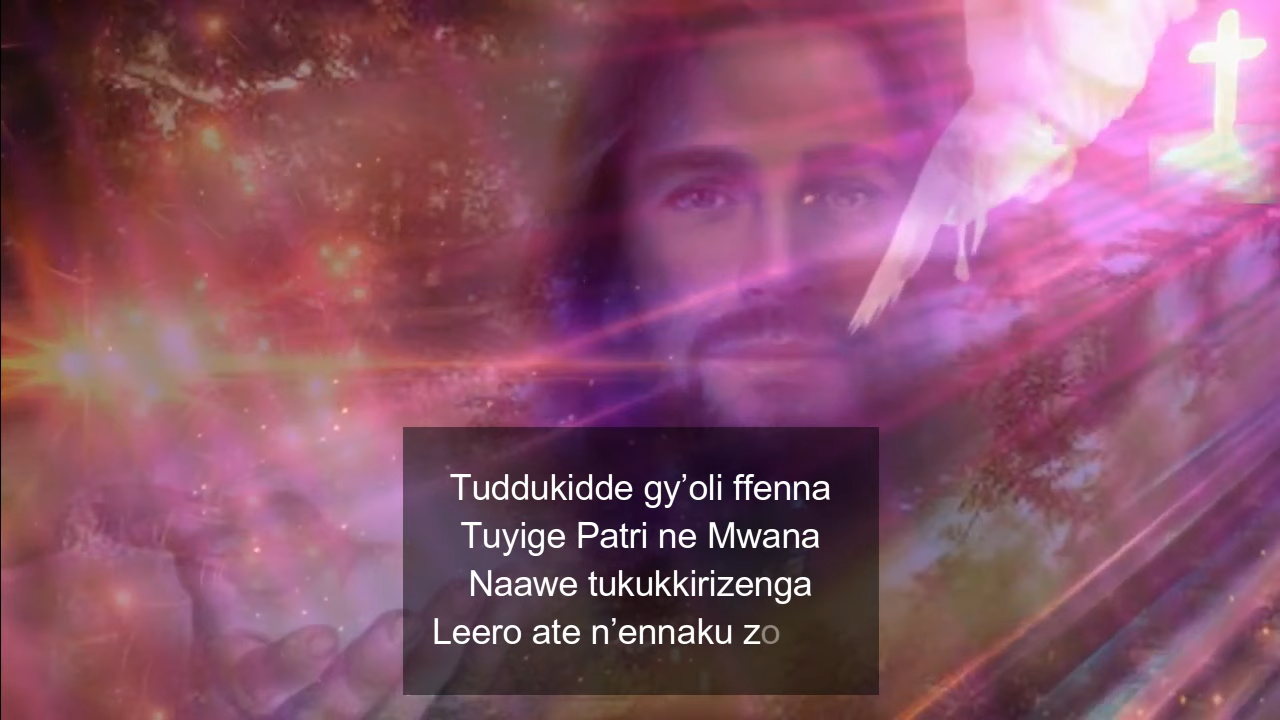 Tuddukidde gy’oli ffenna
Tuyige Patri ne Mwana
Naawe tukukkirizenga
Leero ate n’ennaku zo